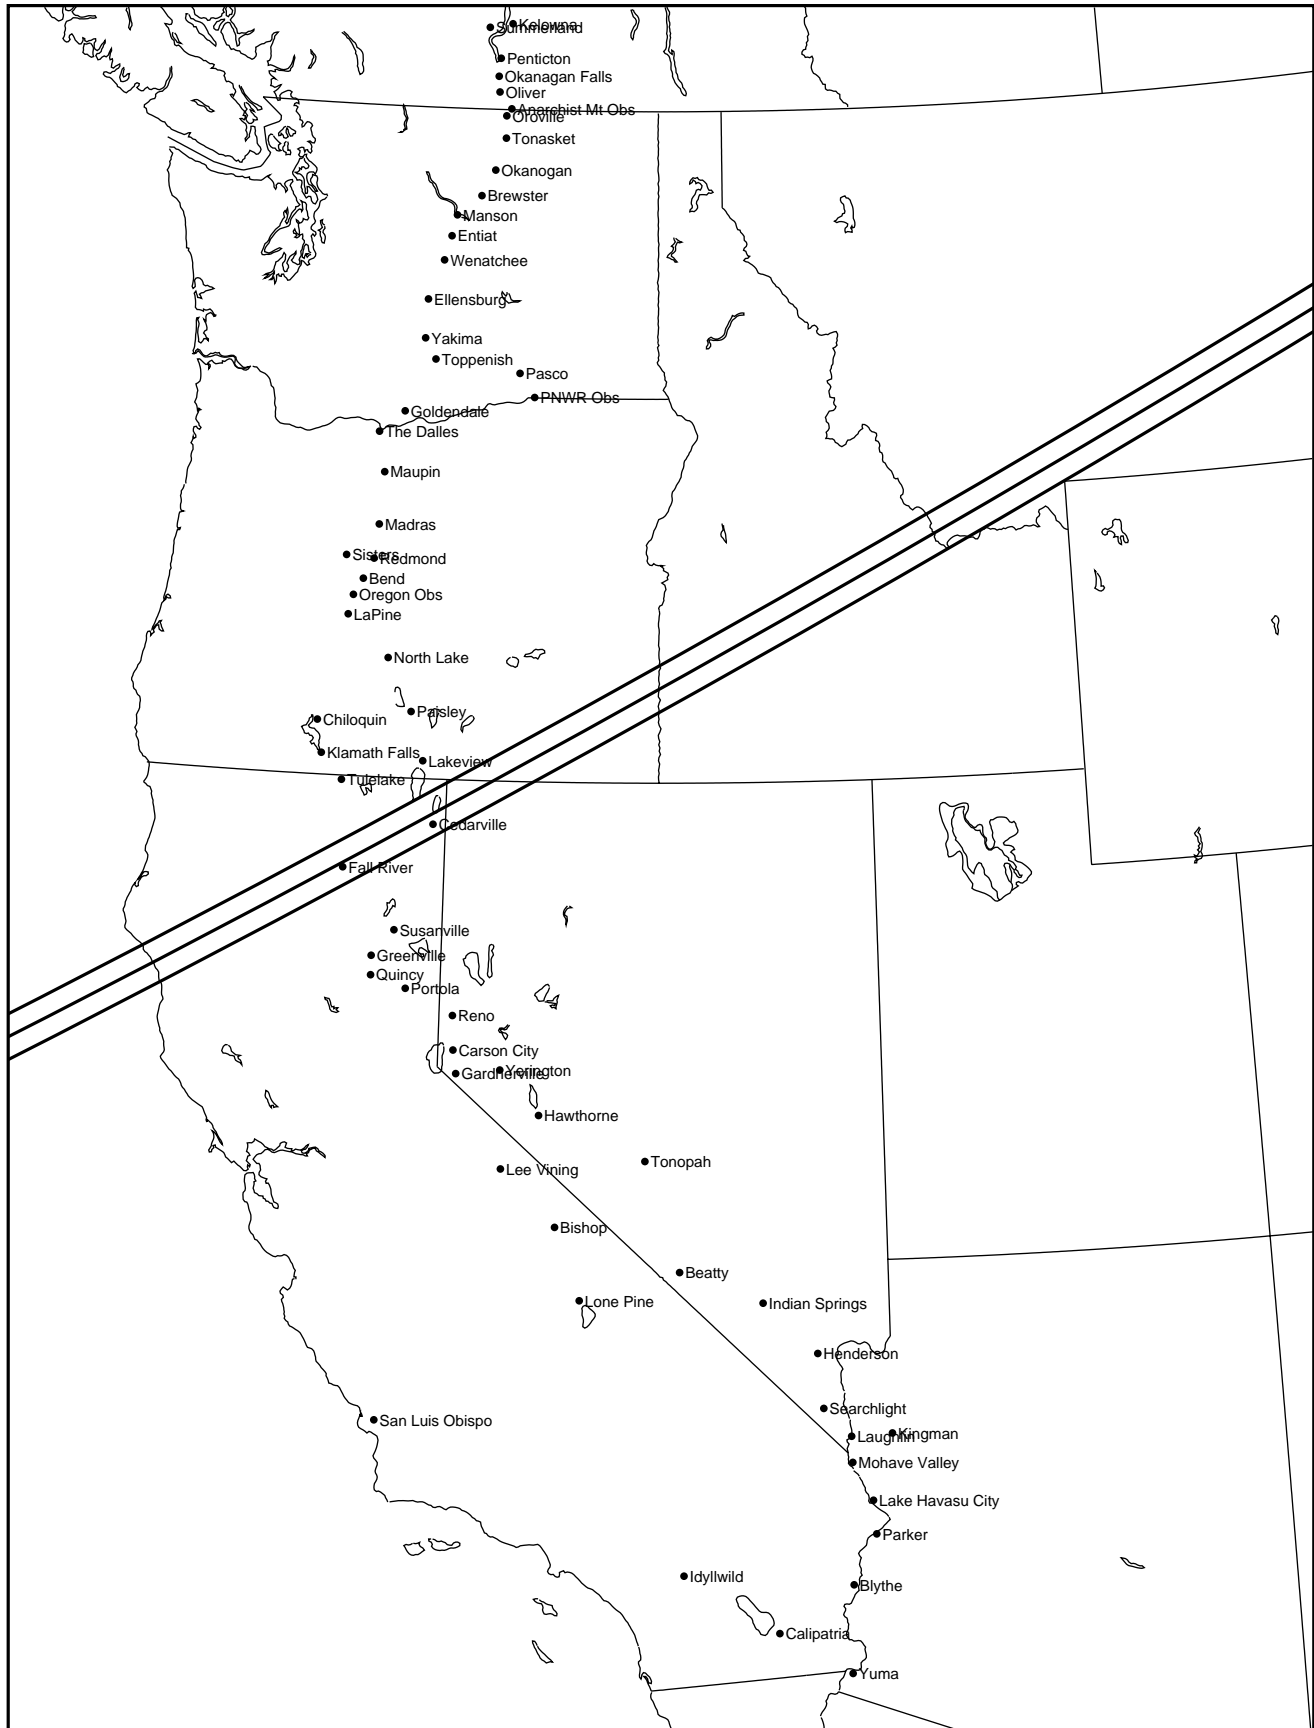 Kelowna
Summerland
Penticton
Okanagan Falls
Oliver
Anarchist Mt Obs
Oroville
Tonasket
Okanogan
Brewster
Manson
Entiat
Wenatchee
Ellensburg
Yakima
Toppenish
Pasco
PNWR Obs
Goldendale
The Dalles
Maupin
Madras
Sisters
Redmond
Bend
Oregon Obs
LaPine
North Lake
Paisley
Chiloquin
Klamath Falls
Lakeview
Tulelake
Cedarville
Fall River
Susanville
Greenville
Quincy
Portola
Reno
Carson City
Yerington
Gardnerville
Hawthorne
Tonopah
Lee Vining
Bishop
Beatty
Lone Pine
Indian Springs
Henderson
Searchlight
San Luis Obispo
Kingman
Laughlin
Mohave Valley
Lake Havasu City
Parker
Idyllwild
Blythe
Calipatria
Yuma